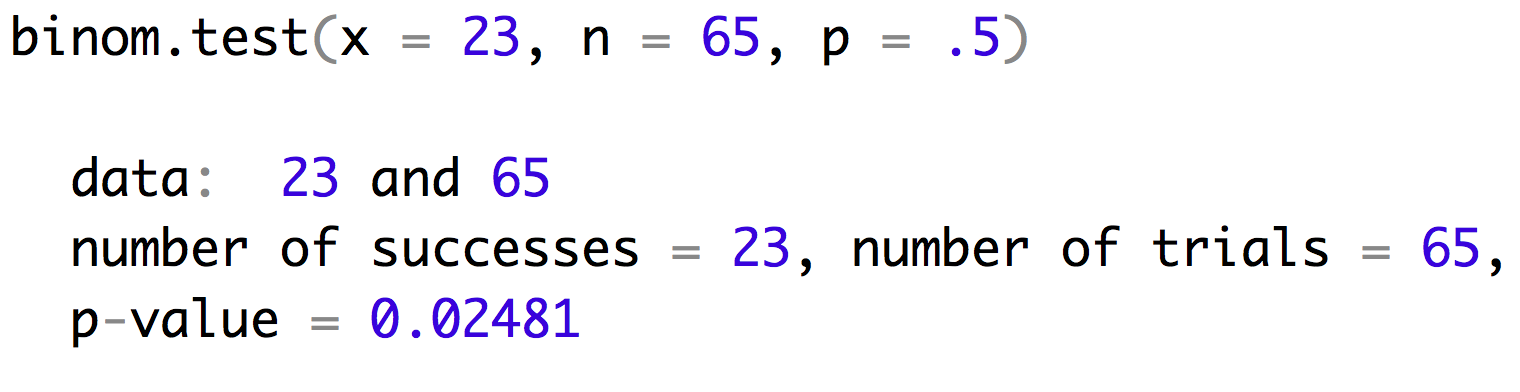 binom.test(x = 23, n = 65, p = .5)
data: 23 and 65
number of successes = 23, number of trials = 65,
p-value = 0.02481